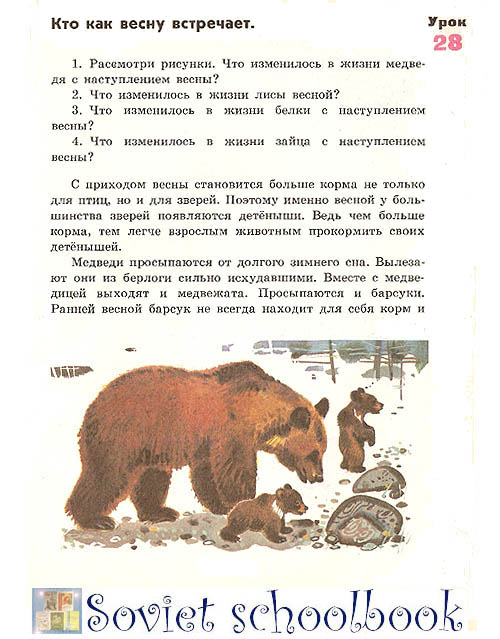 Кто как весну встречает.
Урок
28
1. Рассмотри рисунки. Что изменилось в жизни медве-
дя с наступлением весны?
2. Что изменилось в жизни лисы весной?
3. Что изменилось в жизни белки с наступлением
весны?
4. Что изменилось в жизни зайца с наступлением
весны?
С приходом весны становится больше корма не только
для птиц, но и для зверей. Поэтому именно весной у боль-
шинства зверей появляются детёныши. Ведь чем больше
корма, тем легче взрослым животным прокормить своих
детёнышей.
Медведи просыпаются от долгого зимнего сна. Вылеза-
ют они из берлоги сильно исхудавшими. Вместе с медве-
дицей выходят и медвежата. Просыпаются и барсуки.
Ранней весной барсук не всегда находит для себя корм и
Soviet schoolbook